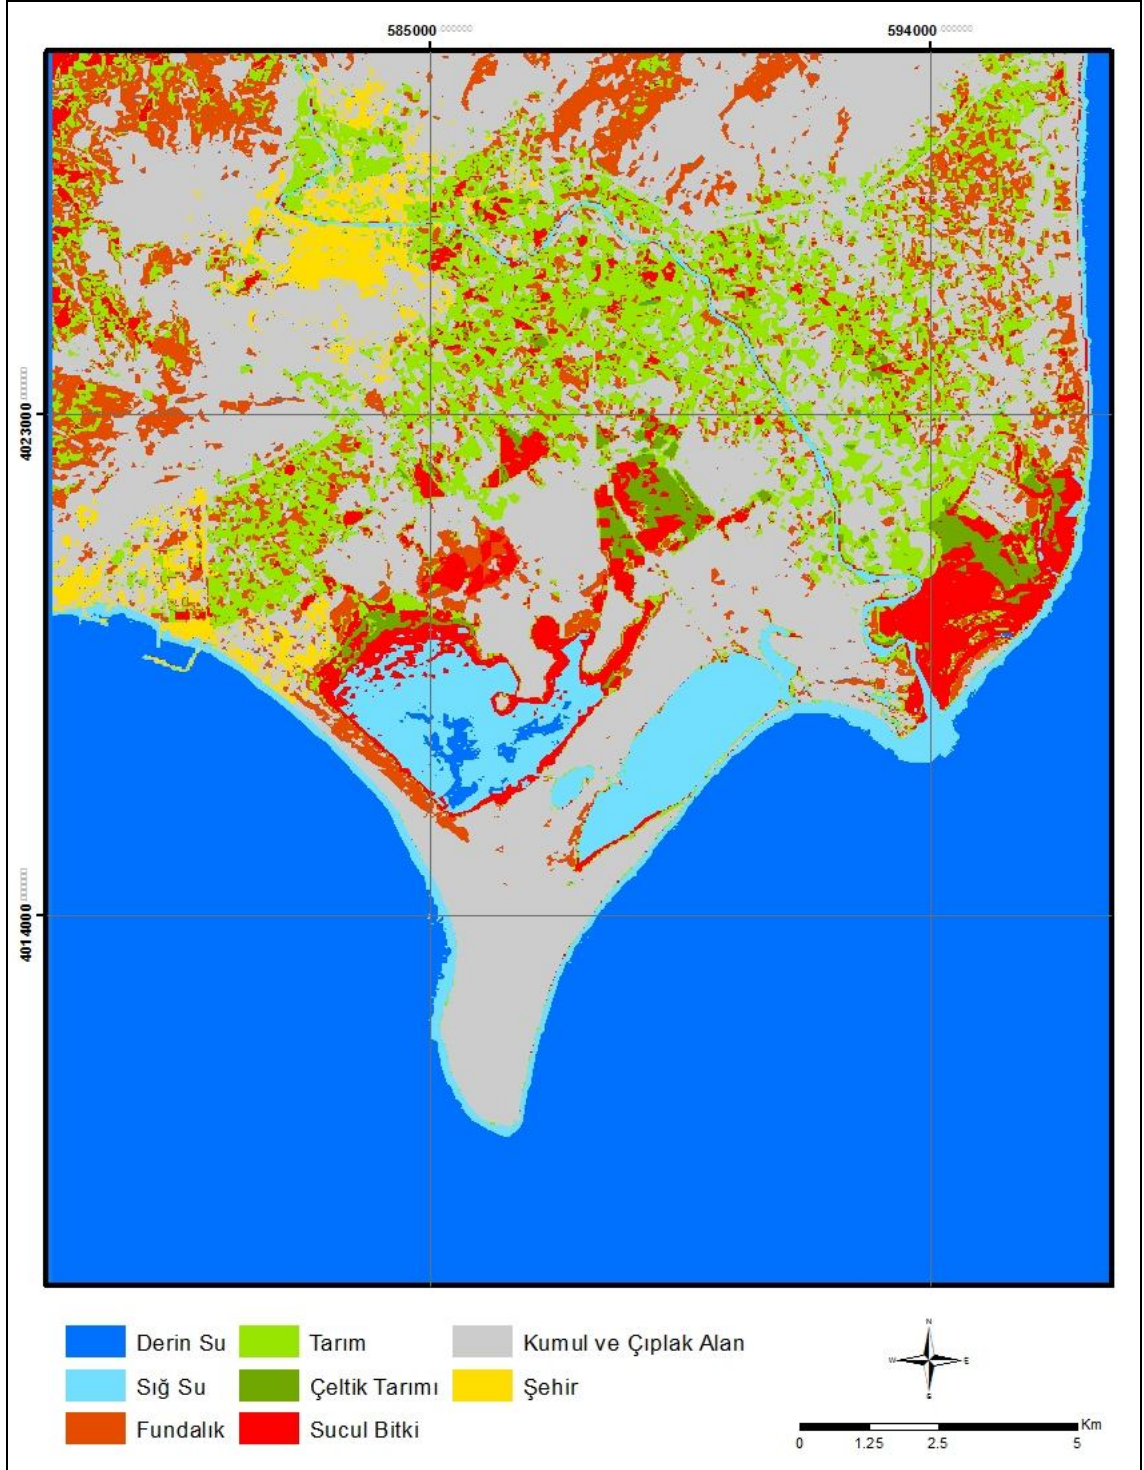 585000
594000
4023000
4014000
Derin Su
Tarım
Kumul ve Çıplak Alan
Sığ Su
Çeltik Tarımı
Şehir
Fundalık
Sucul Bitki
N
W
E
S
Km
0
1.25
2.5
5